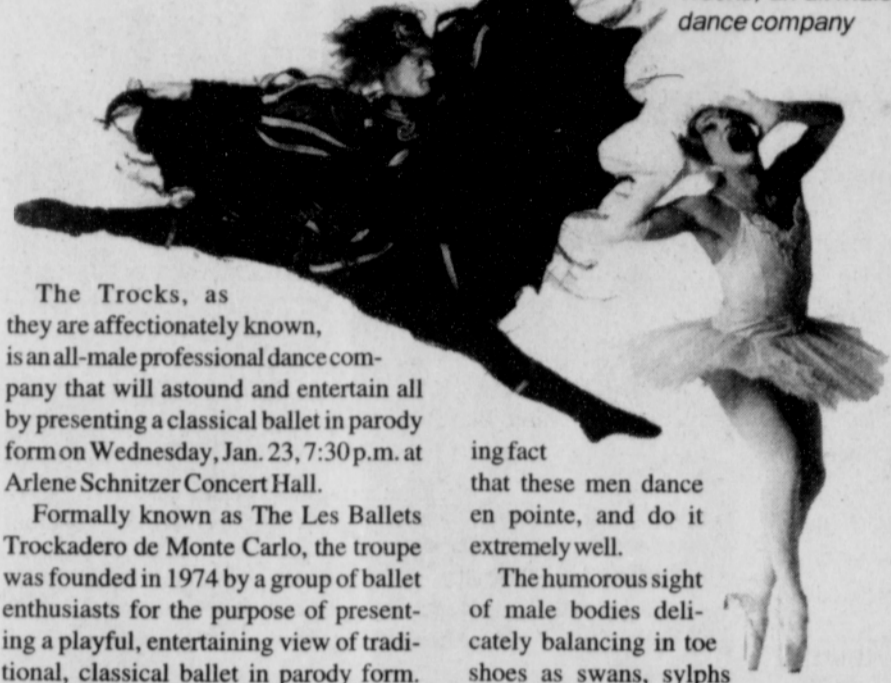 dance company
The Trocks, as
they are affectionately known,
is an all-male professional dance com-
pany that will astound and entertain all
by presenting a classical ballet in parody
form on Wednesday, Jan. 23, 7:30 p.m. at
Arlene Schnitzer Concert Hall.
Formally known as The Les Ballets
Trockadero de Monte Carlo, the troupe
was founded in 1974 by a group of ballet
enthusiasts for the purpose of present-
ing a playful, entertaining view of tradi-
tional, classical ballet in parody form.
ing fact
that these men dance
en pointe, and do it
extremely well.
The humorous sight
of male bodies deli-
cately balancing in toe
shoes as swans, sylphs